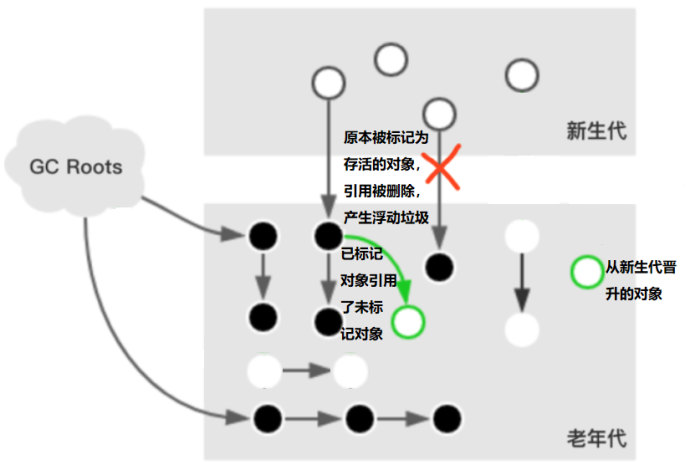 新生代
GC Roots
原本被标记为
存活的对象，
引用被删除，
产生浮动垃圾
已标记
对象引用
了未标
记对象
从新生代晋
升的对象
老年代